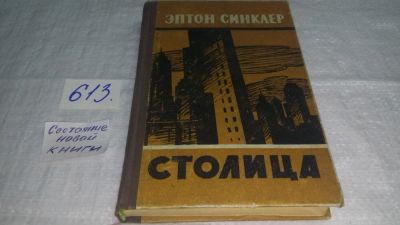 ЭПТОН СИНКЛЕР
СТОЛИЦА
613.
Состояние
новой
книги